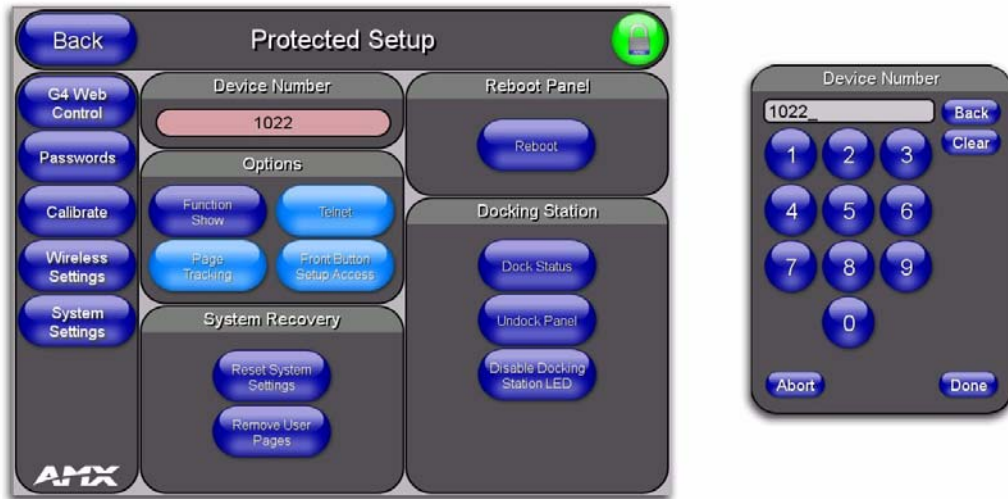 Back
Protected Setup
G4 Web
Control
Passwords
Calibrate
Wireless
Settings
System
Settings
AMX
Device Number
1022
Options
Function
Show
Telnet
Page
Tracking
Front Button
Setup Access
System Recovery
Reset System
Settings
Remove User
Pages
Reboot Panel
Reboot
Docking Station
Dock Status
Undock Panel
Disable Docking
Station LED
Device Number
1022_
Back
Clear
1 2 3
4 5 6
7 8 9
0
Abort
Done